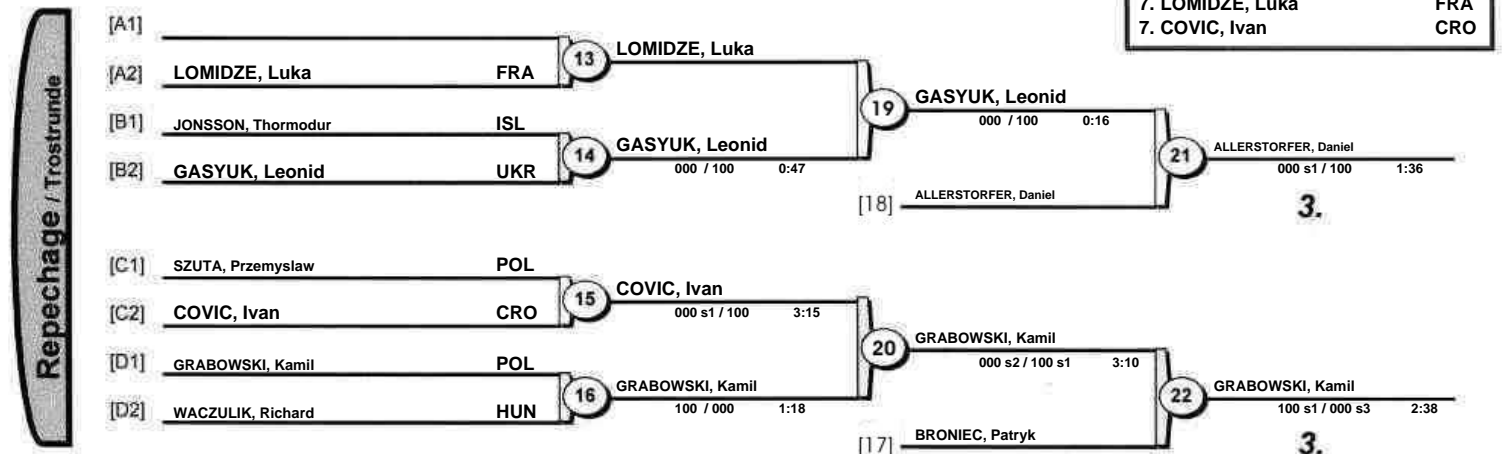 7. LOMIDZE, Luka FRA
7. COVIC, Ivan CRO
Repechage / Trostrunde
[A1]
13 LOMIDZE, Luka
[A2] LOMIDZE, Luka FRA
19 GASYUK, Leonid
000 / 100 0:16
[B1] JONSSON, Thormodur ISL
14 GASYUK, Leonid
000 / 100 0:47
21 ALLERSTORFER, Daniel
000 s1 / 100 1:36
[B2] GASYUK, Leonid UKR
[18] ALLERSTORFER, Daniel
3.
[C1] SZUTA, Przemyslaw POL
15 COVIC, Ivan
000 s1 / 100 3:15
[C2] COVIC, Ivan CRO
20 GRABOWSKI, Kamil
000 s2 / 100 s1 3:10
[D1] GRABOWSKI, Kamil POL
16 GRABOWSKI, Kamil
100 / 000 1:18
22 GRABOWSKI, Kamil
100 s1 / 000 s3 2:38
[D2] WACZULIK, Richard HUN
[17] BRONIEC, Patryk
3.